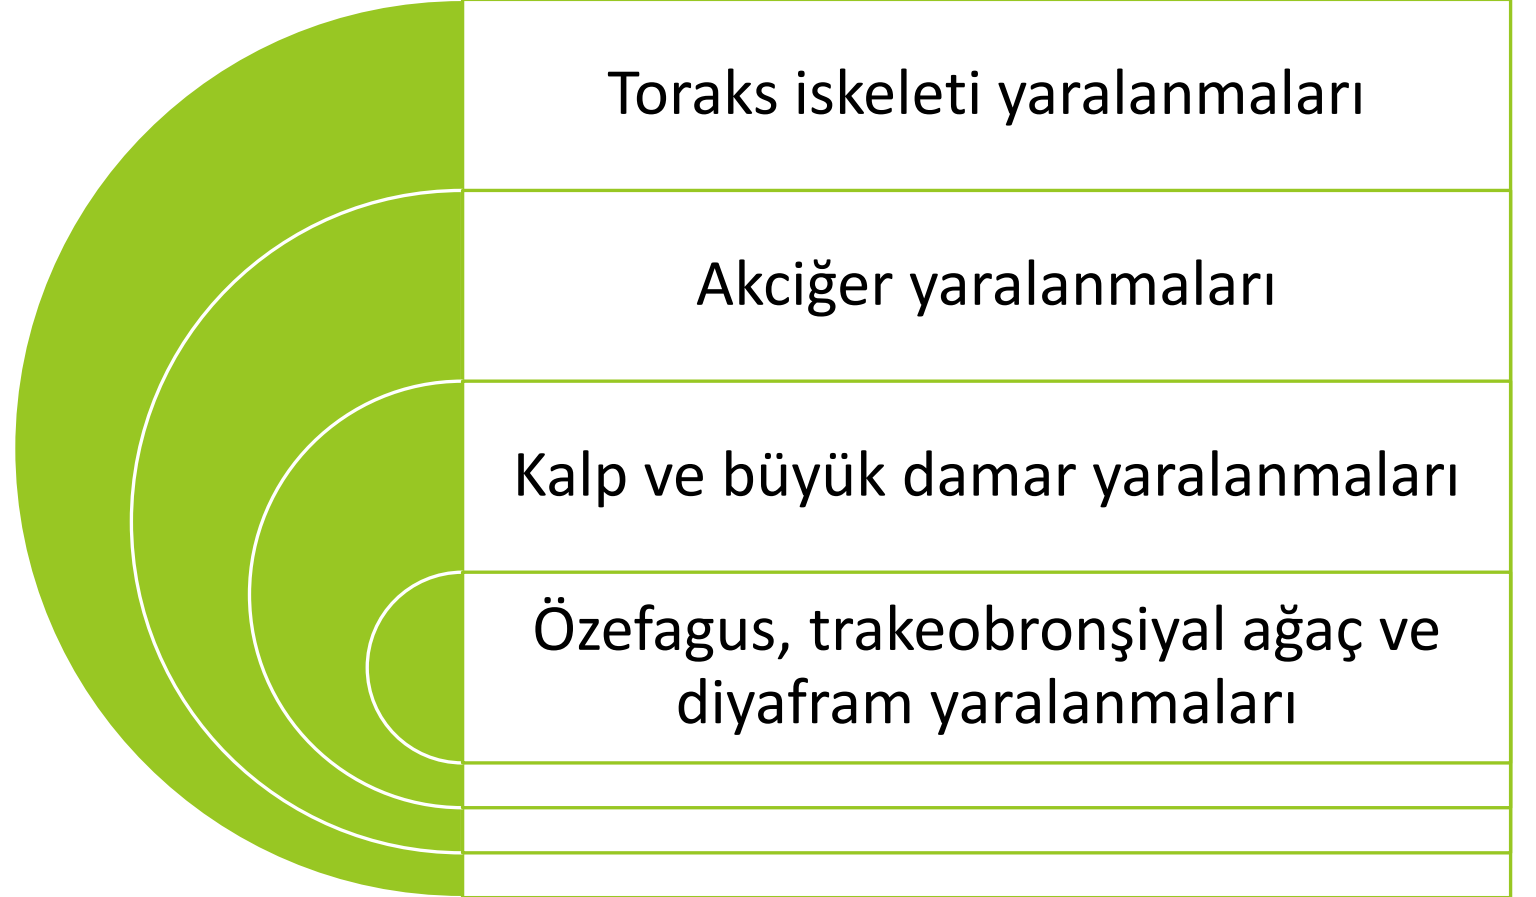 Toraks iskeleti yaralanmaları
Akciğer yaralanmaları
Kalp ve büyük damar yaralanmaları
Özefagus, trakeobronşiyal ağaç ve
diyafram yaralanmaları